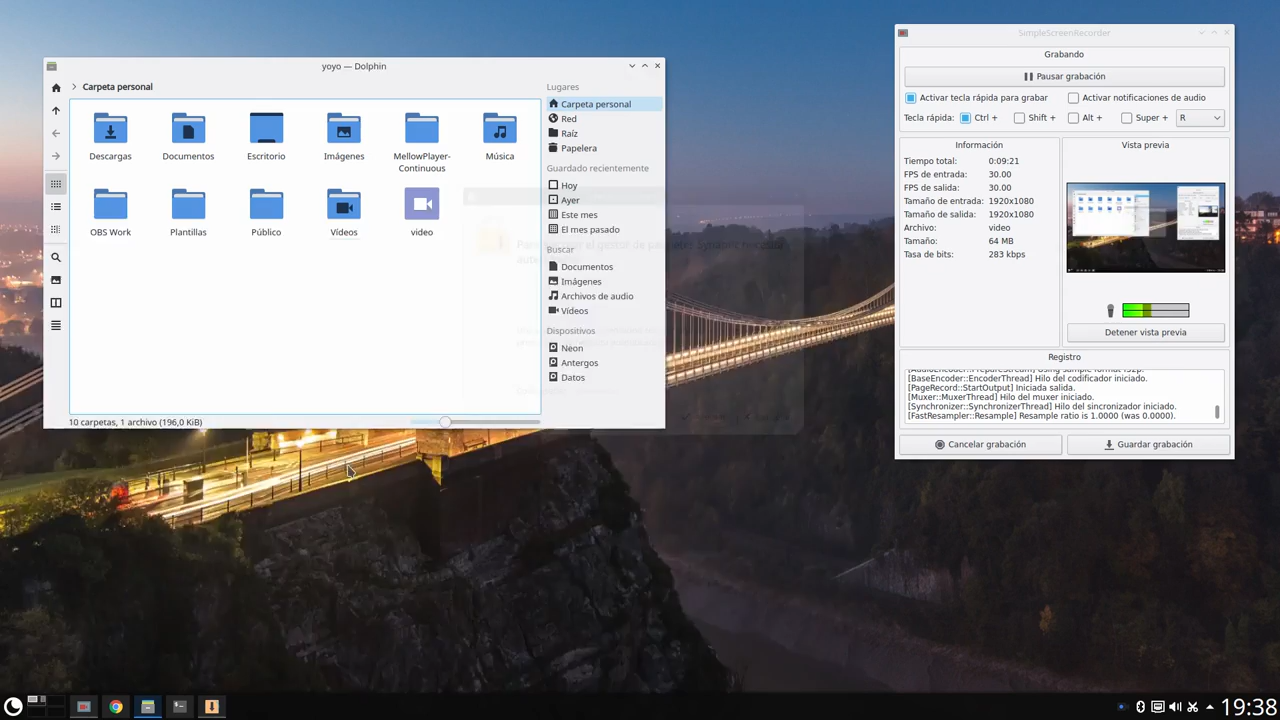 yoyo — Dolphin
Carpeta personal
Descargas
Documentos
Escritorio
Imágenes
MellowPlayer-
Continuous
Música
OBS Work
Plantillas
Público
Vídeos
video
10 carpetas, 1 archivo (196,0 KiB)
Lugares
Carpeta personal
Red
Raíz
Papelera
Guardado recientemente
Hoy
Ayer
Este mes
El mes pasado
Buscar
Documentos
Imágenes
Archivos de audio
Vídeos
Dispositivos
Neon
Antergos
Datos
SimpleScreenRecorder
Grabando
Pausar grabación
Activar tecla rápida para grabar
Activar notificaciones de audio
Tecla rápida: Ctrl + Shift + Alt + Super + R
Información
Tiempo total: 0:09:21
FPS de entrada: 30.00
FPS de salida: 30.00
Tamaño de entrada: 1920x1080
Tamaño de salida: 1920x1080
Archivo: video
Tamaño: 64 MB
Tasa de bits: 283 kbps
Vista previa
Detener vista previa
Registro
[BaseEncoder::EncoderThread] Hilo del codificador iniciado.
[PageRecord::StartOutput] Iniciada salida.
[Muxer::MuxerThread] Hilo del muxer iniciado.
[Synchronizer::SynchronizerThread] Hilo del sincronizador iniciado.
[FastResampler::Resample] Resample ratio is 1.0000 (was 0.0000).
Cancelar grabación
Guardar grabación
19:38